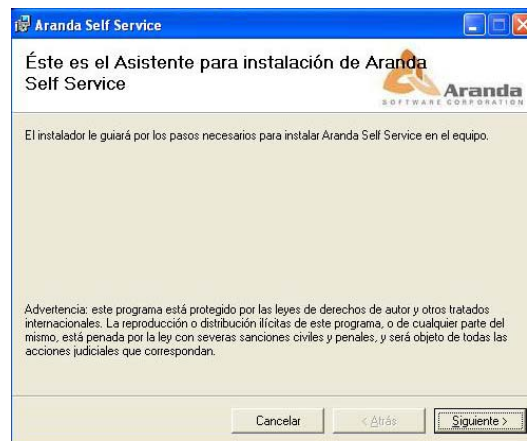 Aranda Self Service
Éste es el Asistente para instalación de Aranda
Self Service
Aranda
SOFTWARE CORPORATION
El instalador le guiará por los pasos necesarios para instalar Aranda Self Service en el equipo.
Advertencia: este programa está protegido por las leyes de derechos de autor y otros tratados
internacionales. La reproducción o distribución ilícitas de este programa, o de cualquier parte del
mismo, está penada por la ley con severas sanciones civiles y penales, y será objeto de todas las
acciones judiciales que correspondan.
Cancelar
< Atrás
Siguiente >